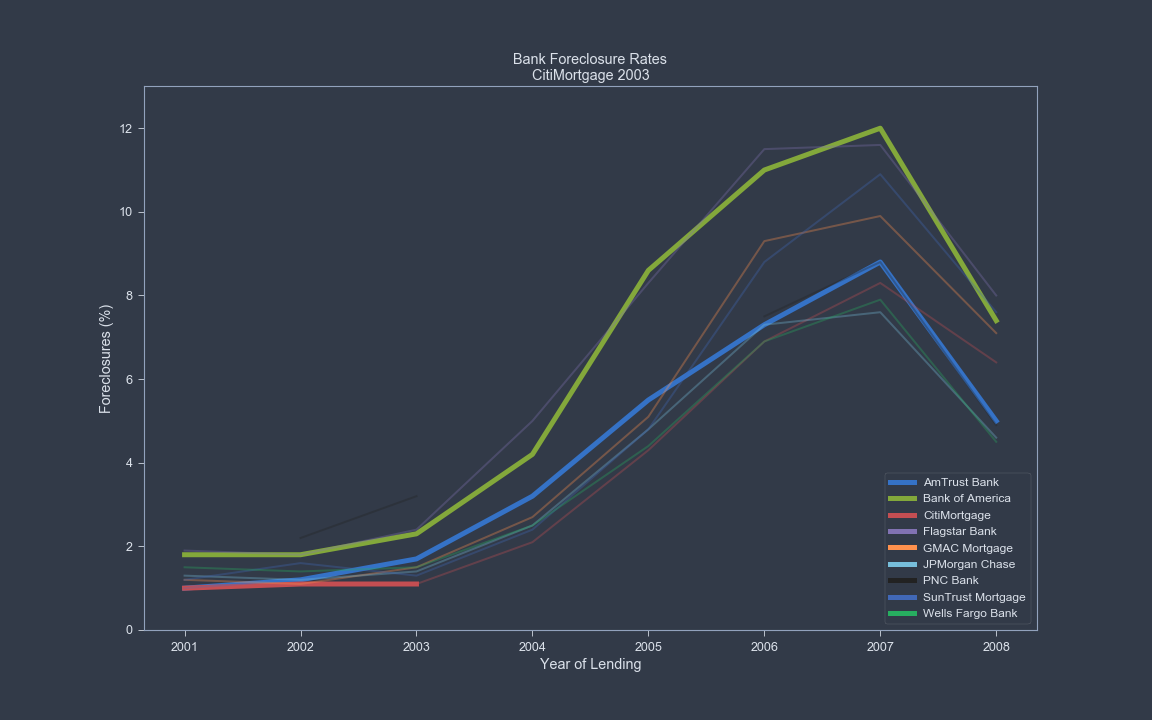 Bank Foreclosure Rates
CitiMortgage 2003
Foreclosures (%)
12
10
8
6
4
2
0
2001 2002 2003 2004 2005 2006 2007 2008
Year of Lending
AmTrust Bank
Bank of America
CitiMortgage
Flagstar Bank
GMAC Mortgage
JPMorgan Chase
PNC Bank
SunTrust Mortgage
Wells Fargo Bank